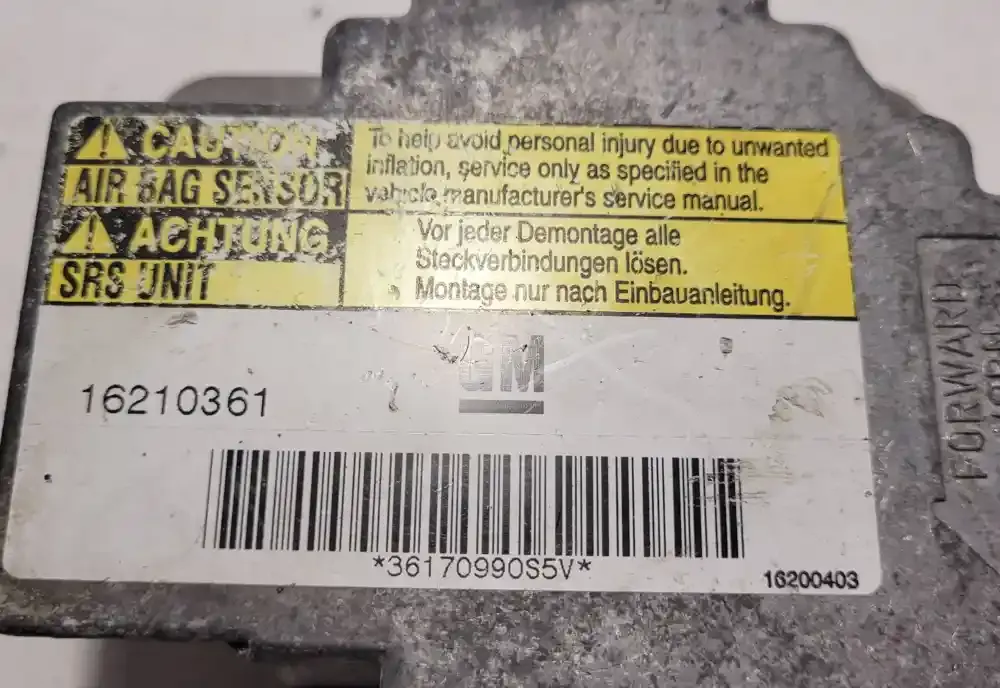 CAUTION
AIR BAG SENSOR
ACHTUNG
SRS UNIT
To help avoid personal injury due to unwanted
inflation, service only as specified in the
vehicle manufacturer's service manual.
Vor jeder Demontage alle
Steckverbindungen lösen.
Montage nur nach Einbauanleitung.
GM
16210361
*36170990S5V*
16200403
FORWARD